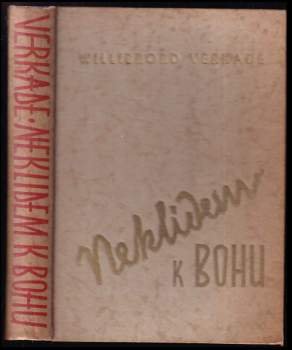 VERKADE - NEKLIDEM K BOHU
WILLIBRORD VERKADE
Neklidem
K BOHU